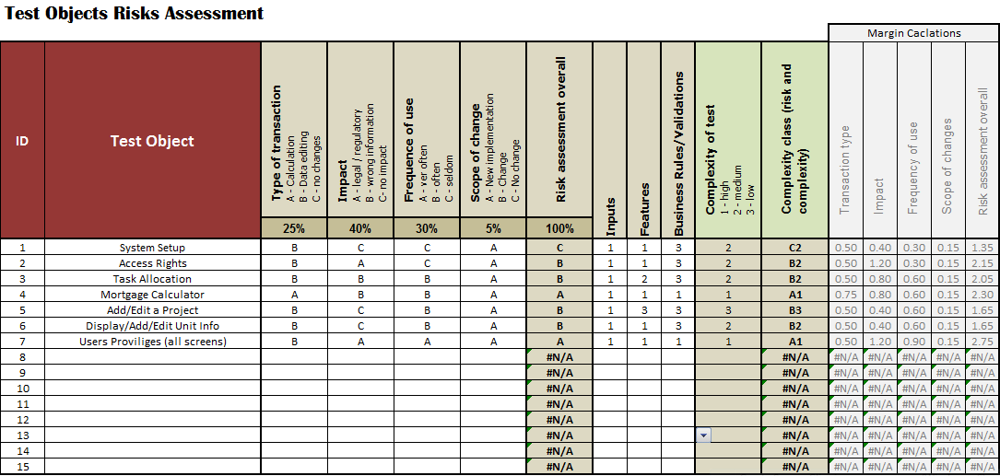 Test Objects Risks Assessment
Margin Caclations
ID
Test Object
Type of transaction
A - Calculation
B - Data editing
C - no changes
Impact
A - legal / regulatory
B - wrong information
C- no impact
Frequence of use
A - ver often
B - often
C - seldom
Scope of change
A - New implementation
B - Change
C - No change
Risk assessment overall
Inputs
Features
Business Rules/Validations
Complexity of test
1 - high
2 - medium
3 - low
Complexity class (risk and
complexity)
Transaction type
Impact
Frequency of use
Scope of changes
Risk assessment overall
25% 40% 30% 5% 100%
1 System Setup B C C A C 1 1 3 2 C2 0.50 0.40 0.30 0.15 1.35
2 Access Rights B A C A B 1 1 3 2 B2 0.50 1.20 0.30 0.15 2.15
3 Task Allocation B B B A B 1 2 3 2 B2 0.50 0.80 0.60 0.15 2.05
4 Mortgage Calculator A B B A A 1 1 1 1 A1 0.75 0.80 0.60 0.15 2.30
5 Add/Edit a Project B C B A B 1 3 3 3 B3 0.50 0.40 0.60 0.15 1.65
6 Display/Add/Edit Unit Info B C B A B 1 1 3 2 B2 0.50 0.40 0.60 0.15 1.65
7 Users Proviliges (all screens) B A A A A 1 1 1 1 A1 0.50 1.20 0.90 0.15 2.75
8 #N/A #N/A #N/A #N/A #N/A #N/A #N/A
9 #N/A #N/A #N/A #N/A #N/A #N/A #N/A
10 #N/A #N/A #N/A #N/A #N/A #N/A #N/A
11 #N/A #N/A #N/A #N/A #N/A #N/A #N/A
12 #N/A #N/A #N/A #N/A #N/A #N/A #N/A
13 #N/A #N/A #N/A #N/A #N/A #N/A #N/A
14 #N/A #N/A #N/A #N/A #N/A #N/A #N/A
15 #N/A #N/A #N/A #N/A #N/A #N/A #N/A